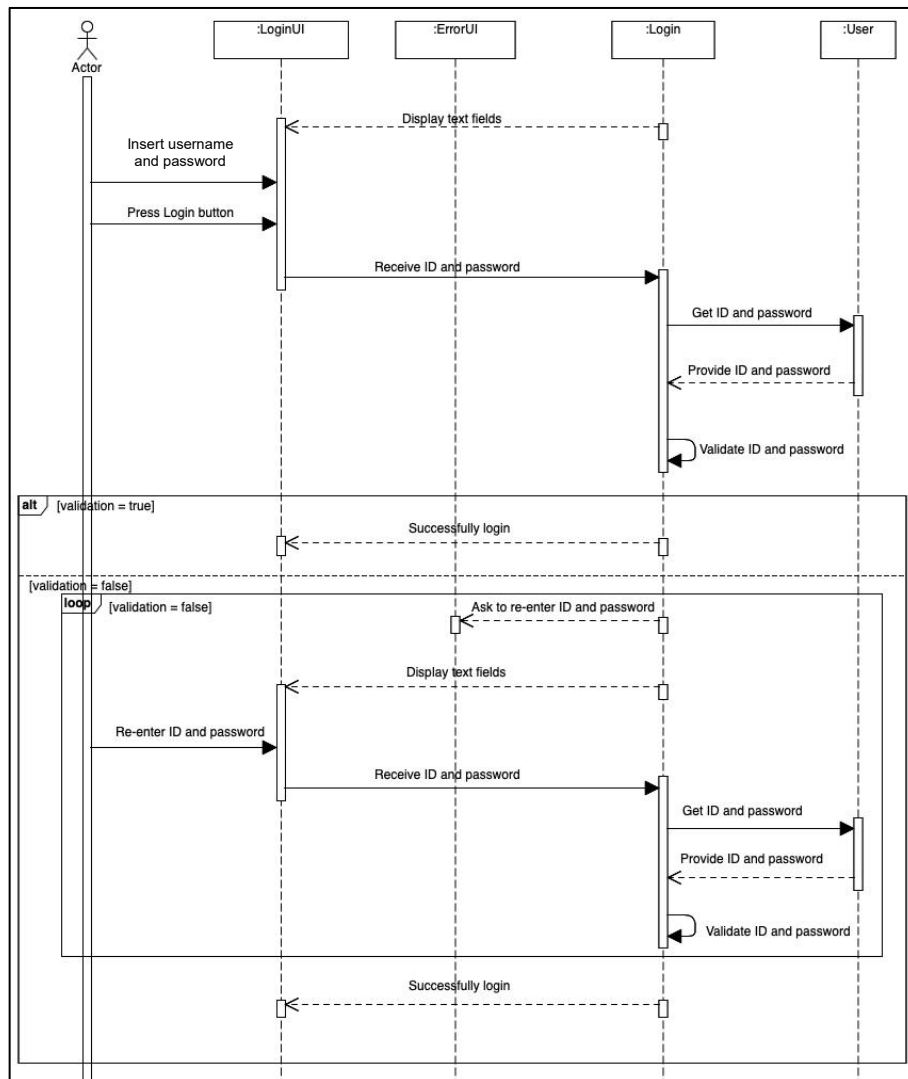 :LoginUI
:ErrorUI
:Login
:User
Actor
Display text fields
Insert username
and password
Press Login button
Receive ID and password
Get ID and password
Provide ID and password
Validate ID and password
alt
[validation = true]
Successfully login
[validation = false]
loop
[validation = false]
Ask to re-enter ID and password
Display text fields
Re-enter ID and password
Receive ID and password
Get ID and password
Provide ID and password
Validate ID and password
Successfully login